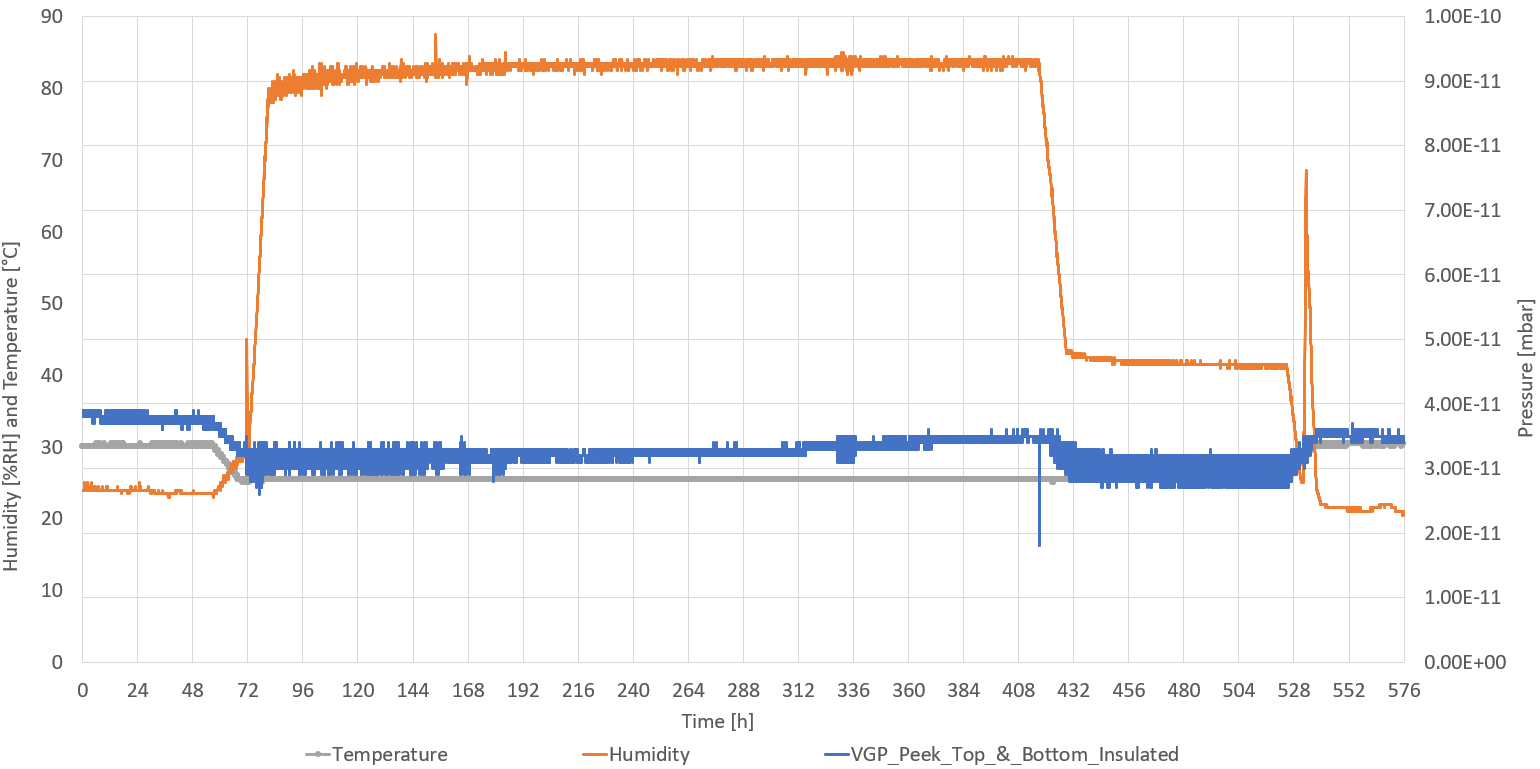 Humidity [%RH] and Temperature [°C]
90
80
70
60
50
40
30
20
10
0
1.00E-10
9.00E-11
8.00E-11
7.00E-11
6.00E-11
5.00E-11
4.00E-11
3.00E-11
2.00E-11
1.00E-11
0.00E+00
Pressure [mbar]
0 24 48 72 96 120 144 168 192 216 240 264 288 312 336 360 384 408 432 456 480 504 528 552 576
Time [h]
Temperature Humidity VGP_Peek_Top_&_Bottom_Insulated